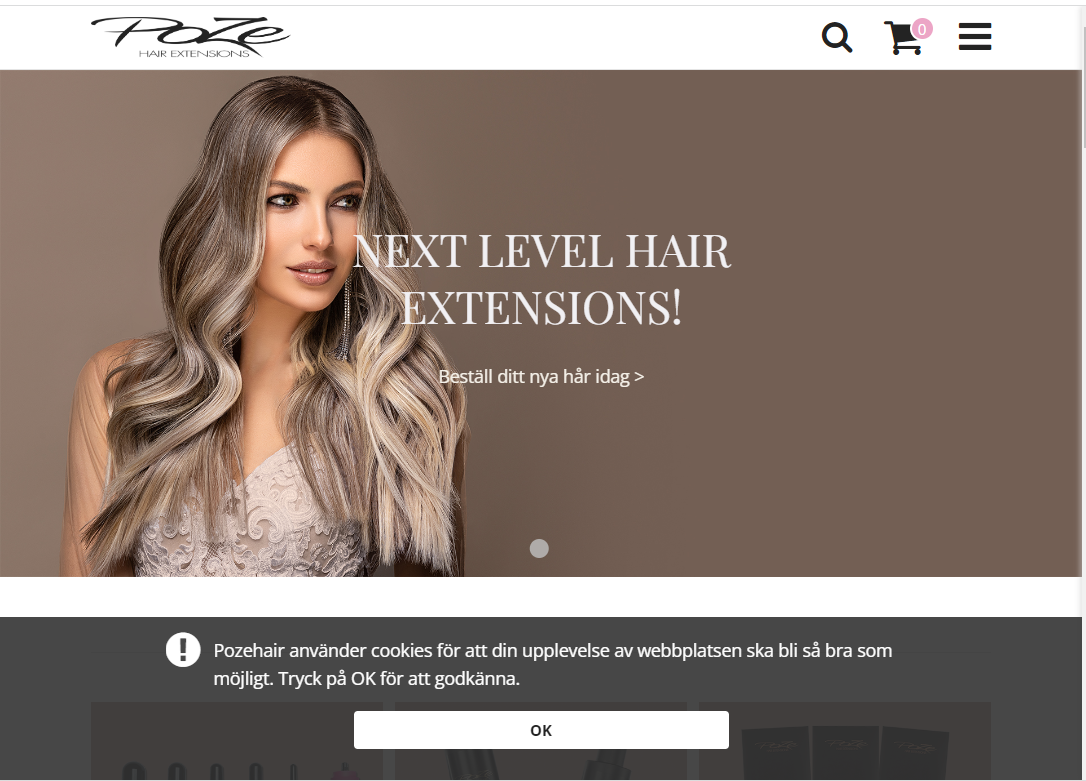 PoZe
HAIR EXTENSIONS
0
NEXT LEVEL HAIR
EXTENSIONS!
Beställ ditt nya hår idag >
Pozehair använder cookies för att din upplevelse av webbplatsen ska bli så bra som
möjligt. Tryck på OK för att godkänna.
OK